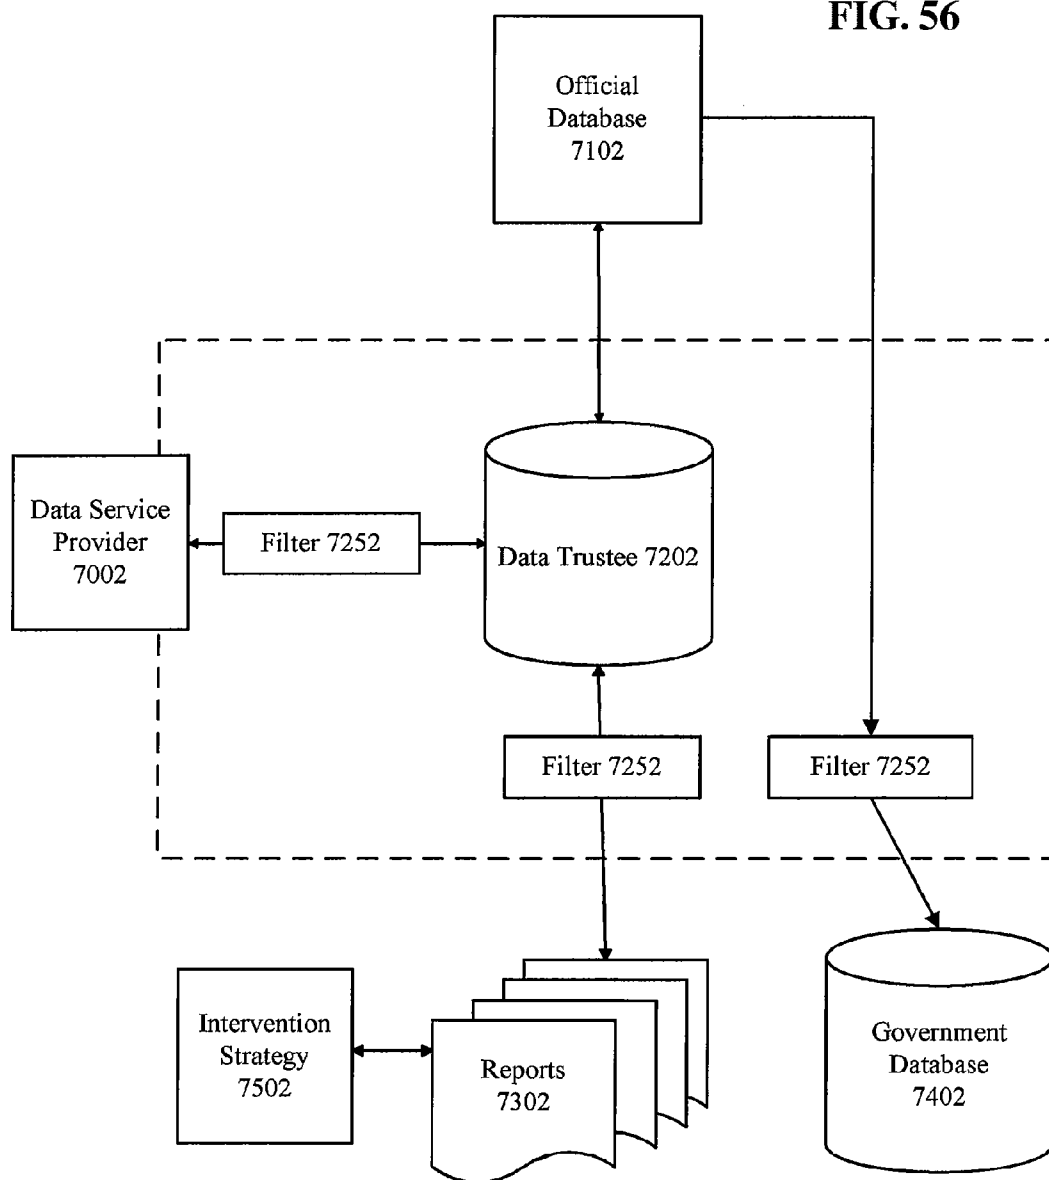 FIG. 56
Official
Database
7102
Data Service
Provider
7002
Filter 7252
Data Trustee 7202
Filter 7252
Filter 7252
Intervention
Strategy
7502
Reports
7302
Government
Database
7402